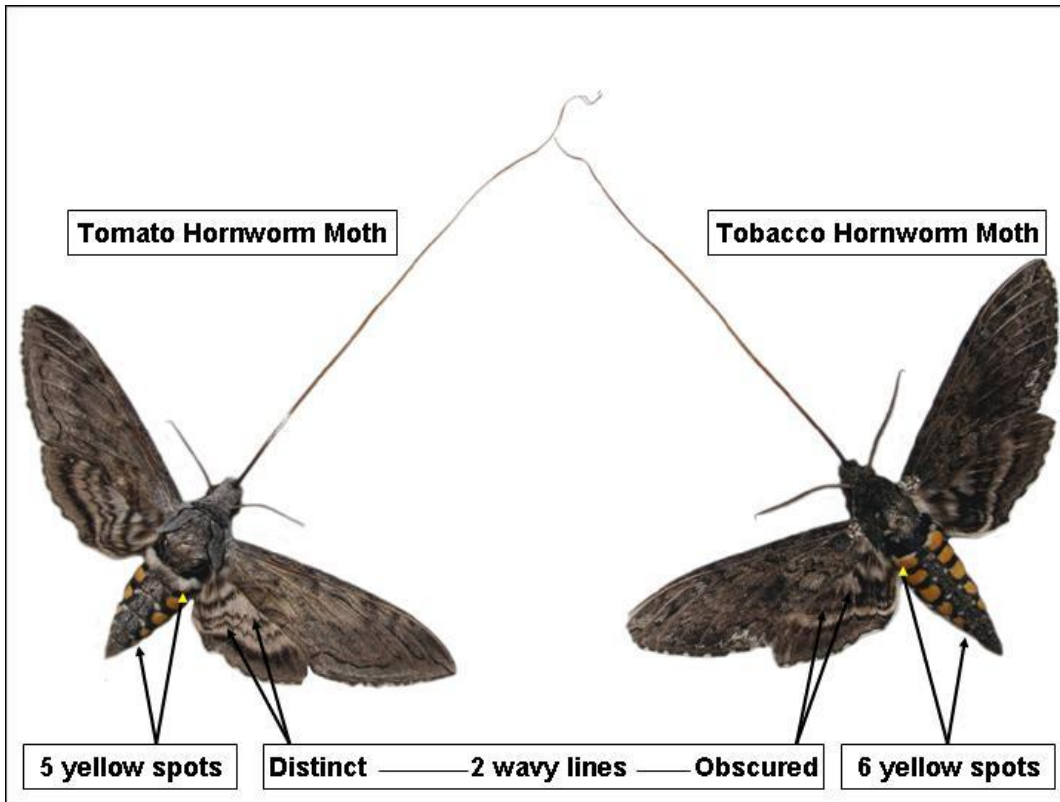 Tomato Hornworm Moth
Tobacco Hornworm Moth
5 yellow spots
Distinct
2 wavy lines
Obscured
6 yellow spots